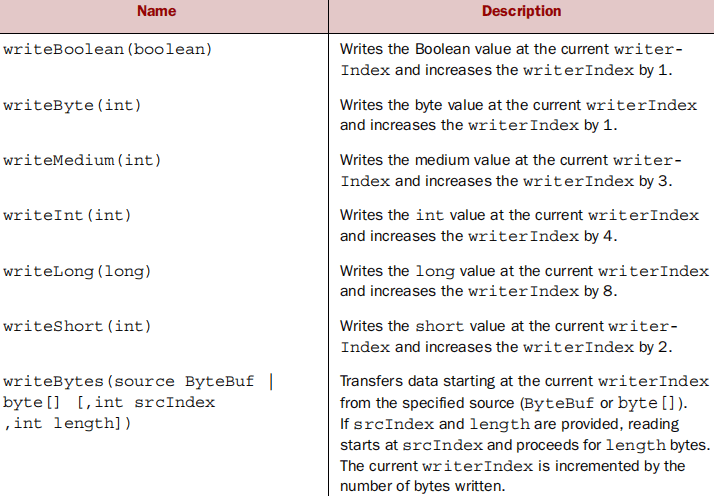 Name Description
writeBoolean(boolean) Writes the Boolean value at the current writer-
Index and increases the writerIndex by 1.
writeByte(int) Writes the byte value at the current writerIndex
and increases the writerIndex by 1.
writeMedium(int) Writes the medium value at the current writer-
Index and increases the writerIndex by 3.
writeInt(int) Writes the int value at the current writerIndex
and increases the writerIndex by 4.
writeLong(long) Writes the long value at the current writerIndex
and increases the writerIndex by 8.
writeShort(int) Writes the short value at the current writer-
Index and increases the writerIndex by 2.
writeBytes(source ByteBuf | Transfers data starting at the current writerIndex
byte[] [,int srcIndex from the specified source (ByteBuf or byte[]).
,int length]) If srcIndex and length are provided, reading
starts at srcIndex and proceeds for length bytes.
The current writerIndex is incremented by the
number of bytes written.